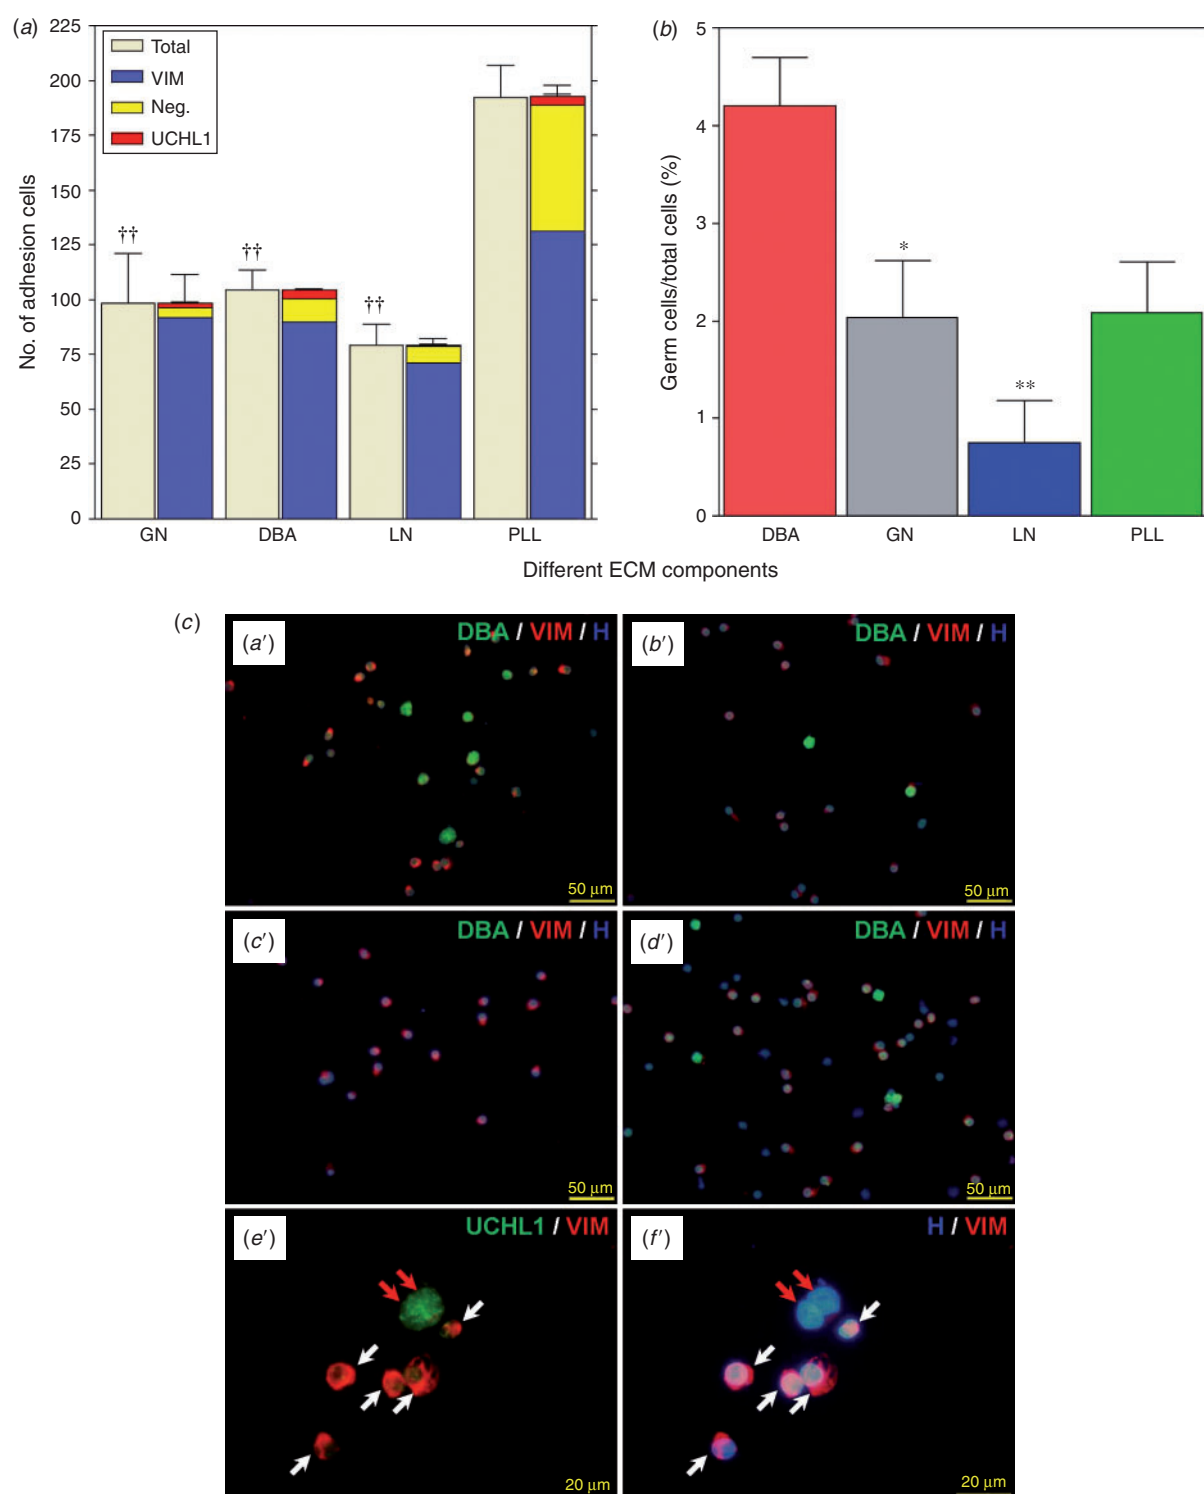 (a)
225
200
175
150
125
100
75
50
25
0
No. of adhesion cells
Total
VIM
Neg.
UCHL1
††
††
††
GN DBA LN PLL
(b)
5
4
3
2
1
0
Germ cells/total cells (%)
*
**
DBA GN LN PLL
Different ECM components
(c)
(a′) DBA / VIM / H
50 μm
(b′) DBA / VIM / H
50 μm
(c′) DBA / VIM / H
50 μm
(d′) DBA / VIM / H
50 μm
(e′) UCHL1 / VIM
20 μm
(f′) H / VIM
20 μm